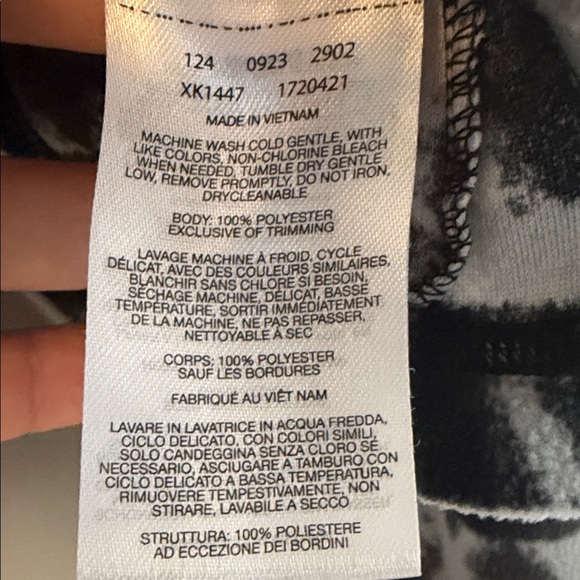 124 0923 2902
XK1447 1720421
MADE IN VIETNAM
MACHINE WASH COLD GENTLE, WITH
LIKE COLORS, NON-CHLORINE BLEACH
WHEN NEEDED, TUMBLE DRY GENTLE
LOW, REMOVE PROMPTLY, DO NOT IRON,
DRYCLEANABLE
BODY: 100% POLYESTER
EXCLUSIVE OF TRIMMING
LAVAGE MACHINE À FROID, CYCLE
DÉLICAT, AVEC DES COULEURS SIMILAIRES,
BLANCHIR SANS CHLORE SI BESOIN,
SÉCHAGE MACHINE, DÉLICAT, BASSE
TEMPÉRATURE, SORTIR IMMÉDIATEMENT
DE LA MACHINE, NE PAS REPASSER,
NETTOYABLE À SEC
CORPS: 100% POLYESTER
SAUF LES BORDURES
FABRIQUÉ AU VIÊT NAM
LAVARE IN LAVATRICE IN ACQUA FREDDA,
CICLO DELICATO, CON COLORI SIMILI,
SOLO CANDEGGINA SENZA CLORO SE
NECESSARIO, ASCIUGARE A TAMBURO CON
CICLO DELICATO A BASSA TEMPERATURA,
RIMUOVERE TEMPESTIVAMENTE, NON
STIRARE, LAVABILE A SECCO
STRUTTURA: 100% POLIESTERE
AD ECCEZIONE DEI BORDINI